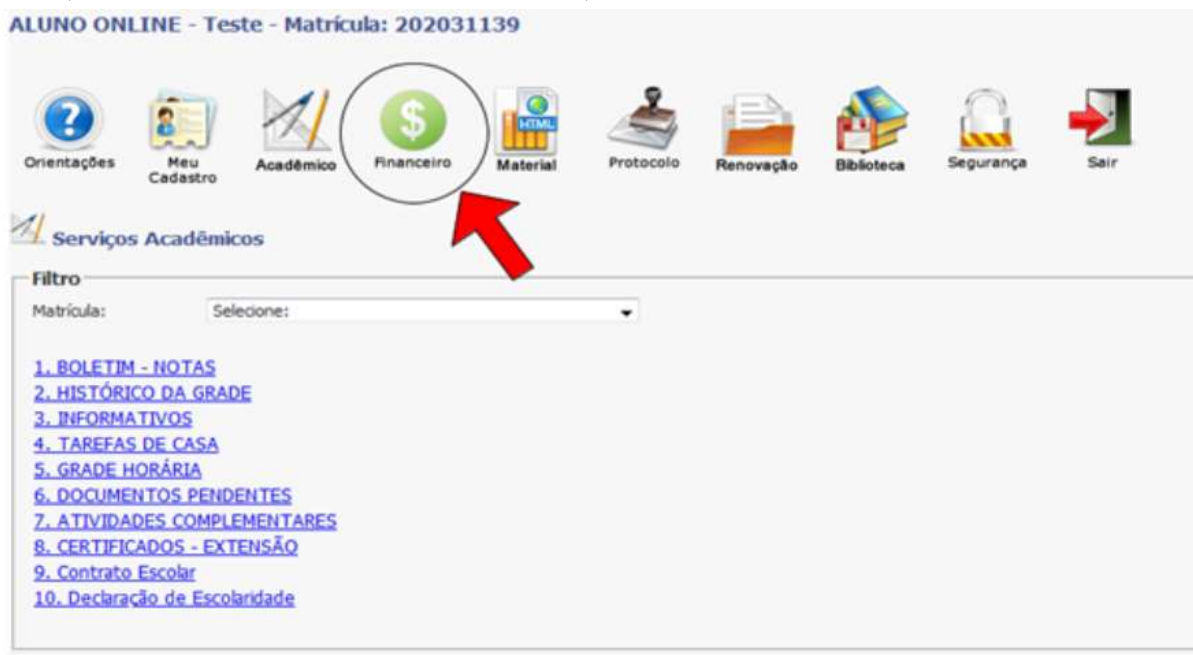 ALUNO ONLINE - Teste - Matrícula: 202031139
Orientações
Meu
Cadastro
Acadêmico
Financeiro
HTML
Material
Protocolo
Renovação
Biblioteca
Segurança
Sair
Serviços Acadêmicos
Filtro
Matrícula: Selecione:
1. BOLETIM - NOTAS
2. HISTÓRICO DA GRADE
3. INFORMATIVOS
4. TAREFAS DE CASA
5. GRADE HORÁRIA
6. DOCUMENTOS PENDENTES
7. ATIVIDADES COMPLEMENTARES
8. CERTIFICADOS - EXTENSÃO
9. Contrato Escolar
10. Declaração de Escolaridade